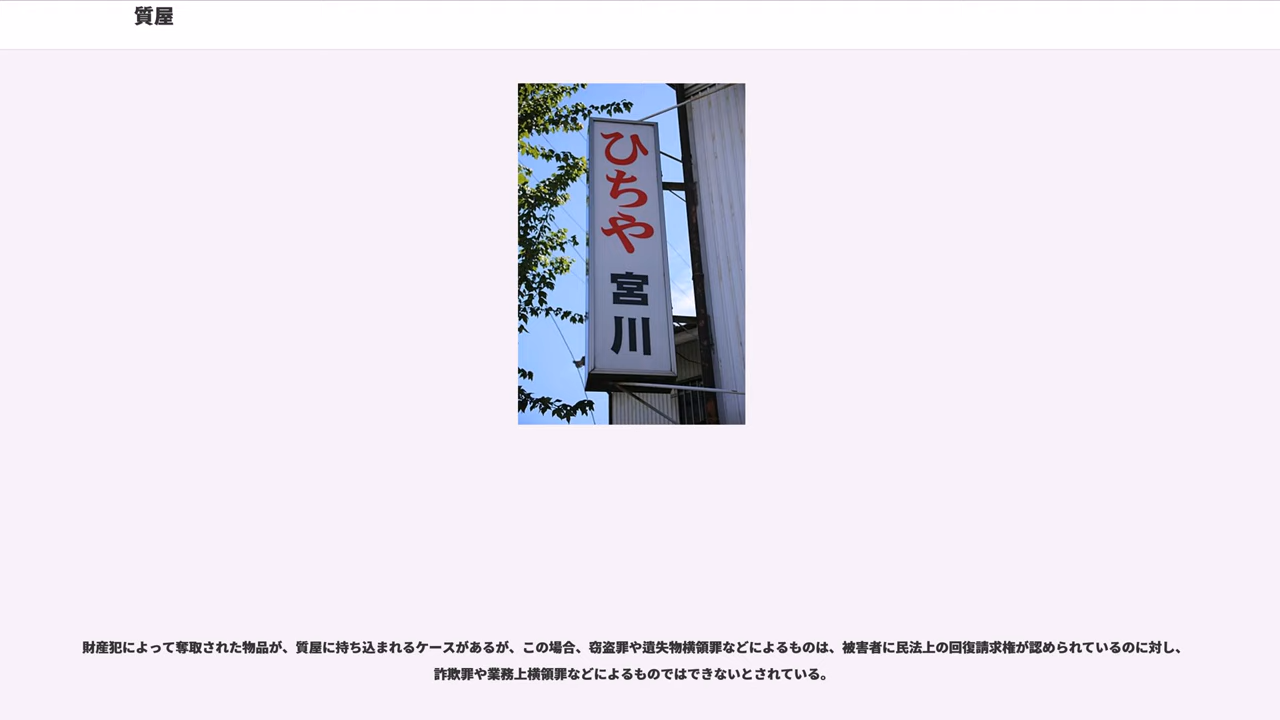 質屋
ひちや
宮川
財産犯によって奪取された物品が、質屋に持ち込まれるケースがあるが、この場合、窃盗罪や遺失物横領罪などによるものは、被害者に民法上の回復請求権が認められているのに対し、
詐欺罪や業務上横領罪などによるものではできないとされている。